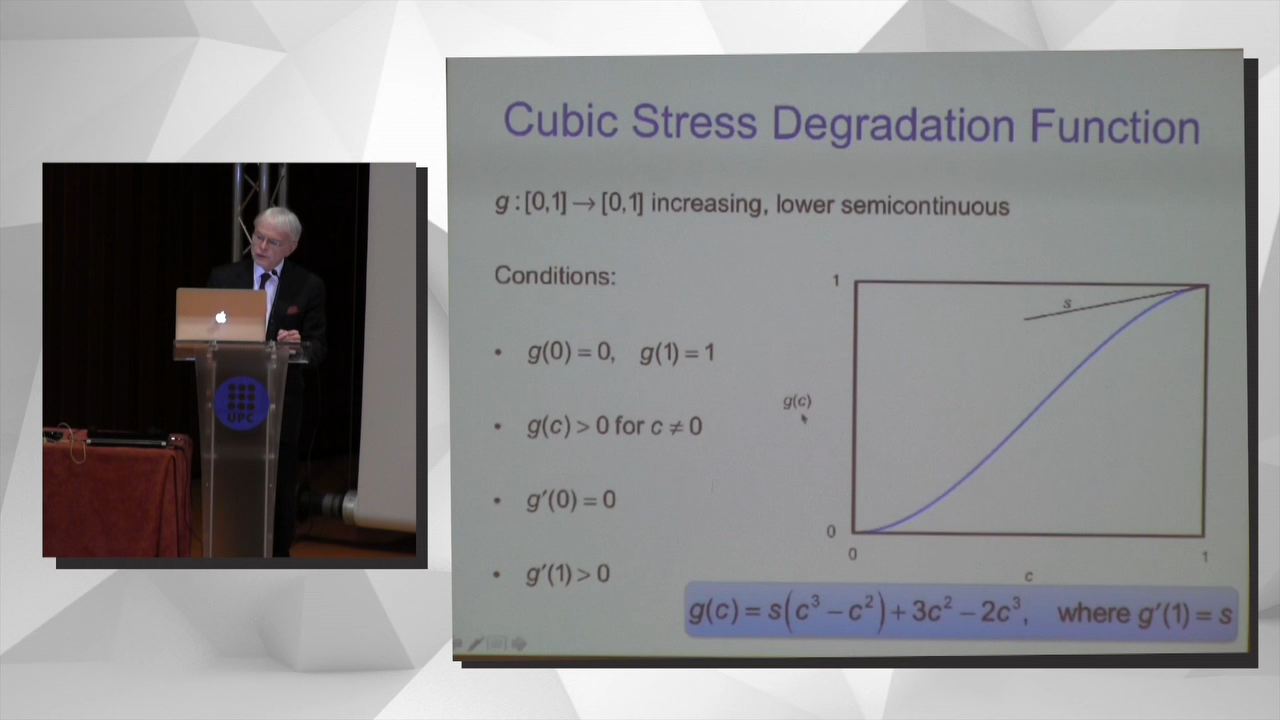 Cubic Stress Degradation Function
g : [0,1] → [0,1] increasing, lower semicontinuous
Conditions:
• g(0) = 0, g(1) = 1
• g(c) > 0 for c ≠ 0
• g′(0) = 0
• g′(1) > 0
1
s
g(c)
0
0
1
c
g(c) = s(c³ − c²) + 3c² − 2c³, where g′(1) = s
UPC